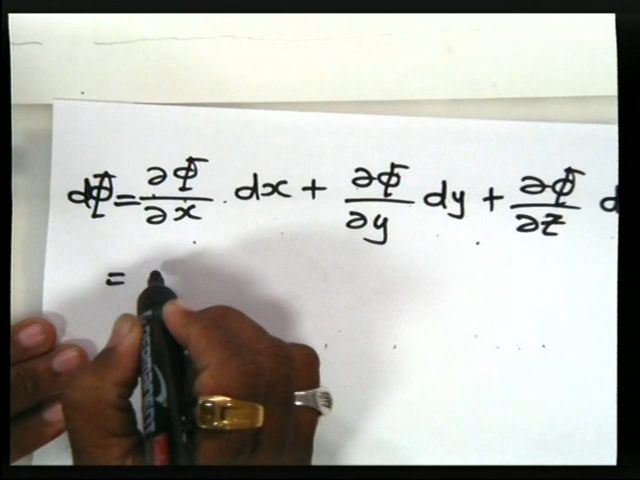 dϕ = ∂ϕ/∂x . dx + ∂ϕ/∂y dy + ∂ϕ/∂z d
=